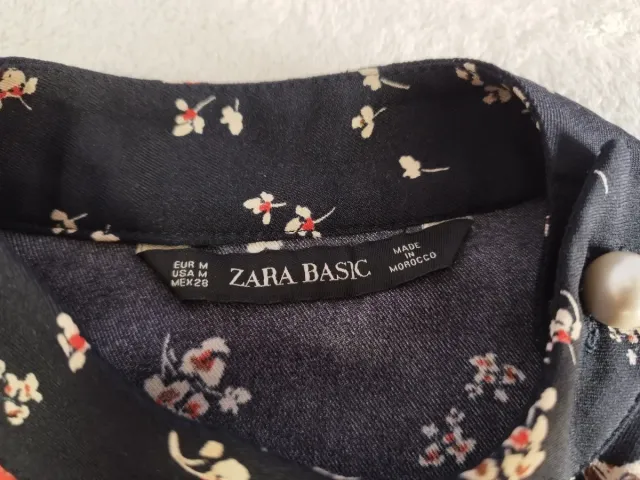 EUR M
USA M
MEX 28
ZARA BASIC
MADE
IN
MOROCCO